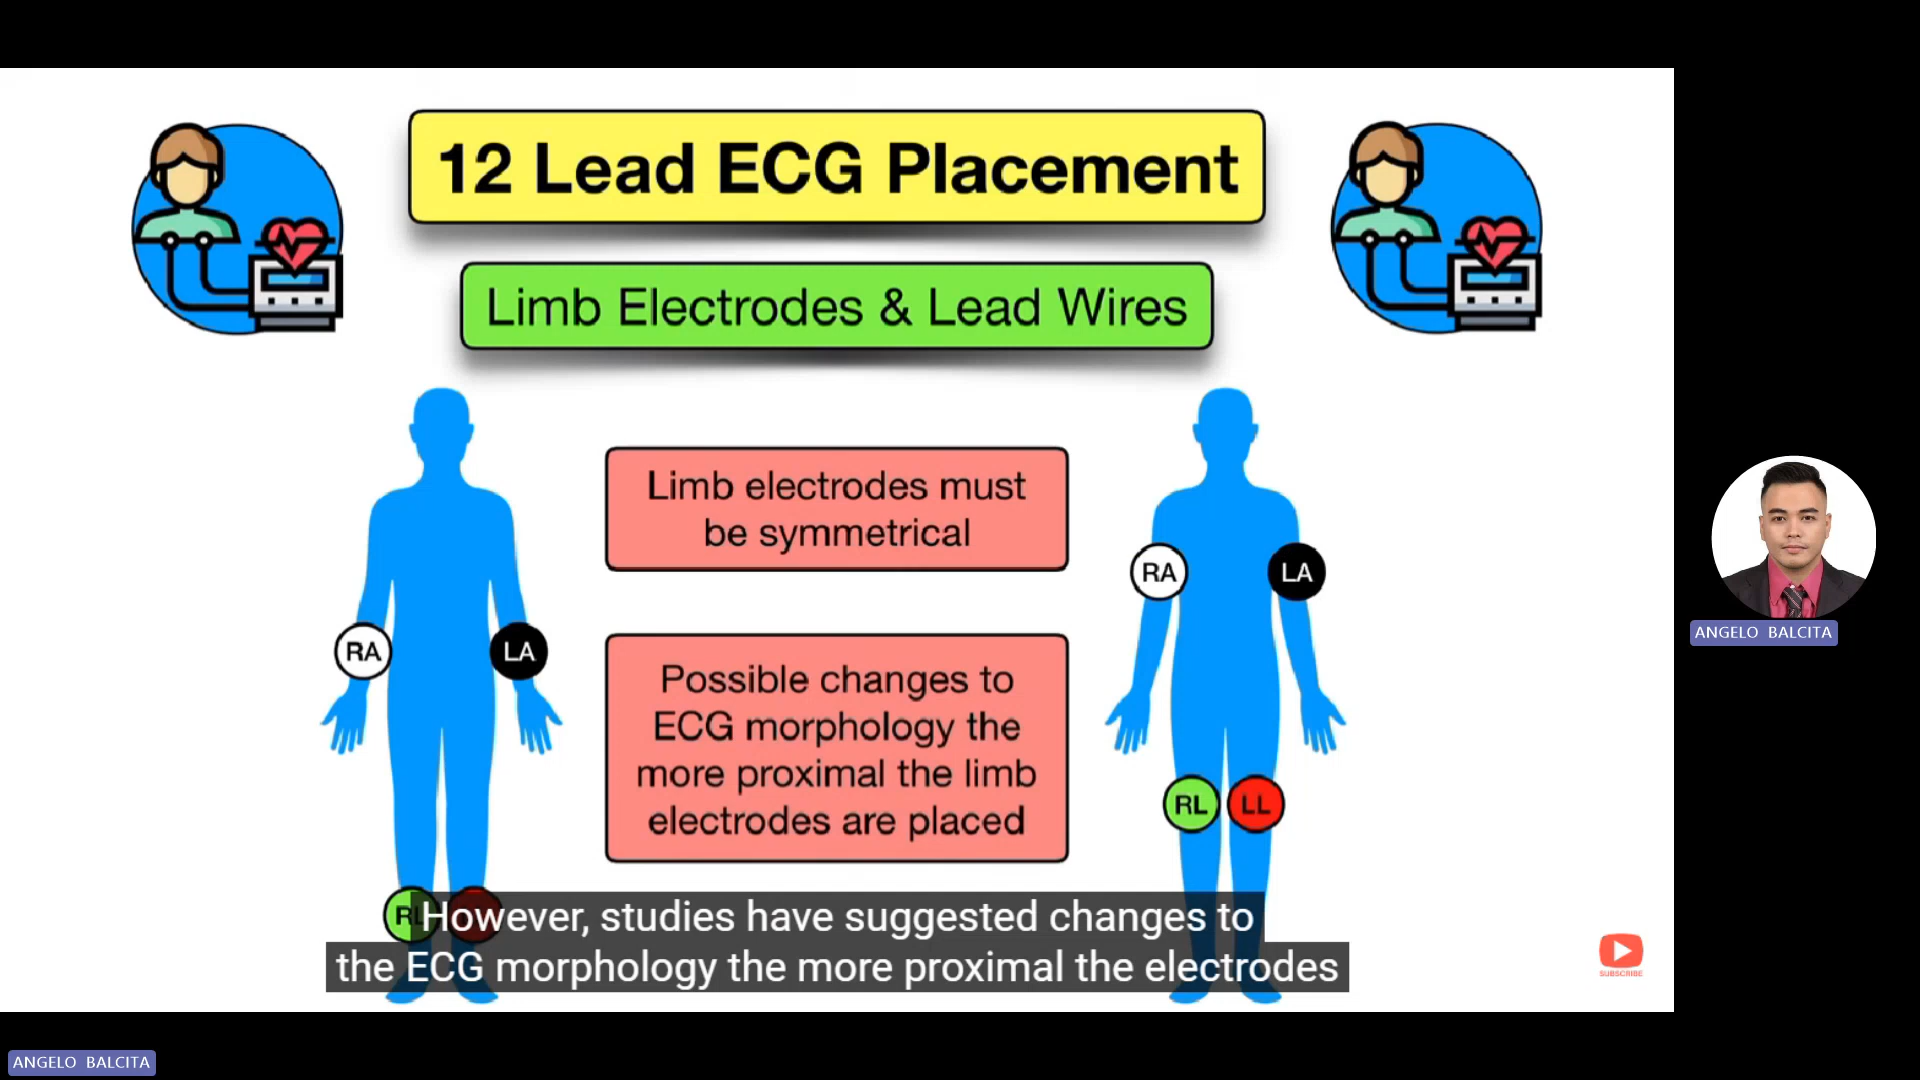 12 Lead ECG Placement
Limb Electrodes & Lead Wires
Limb electrodes must
be symmetrical
RA
LA
RA
LA
Possible changes to
ECG morphology the
more proximal the limb
electrodes are placed
RL
LL
RL
However, studies have suggested changes to
the ECG morphology the more proximal the electrodes
SUBSCRIBE
ANGELO BALCITA
ANGELO BALCITA